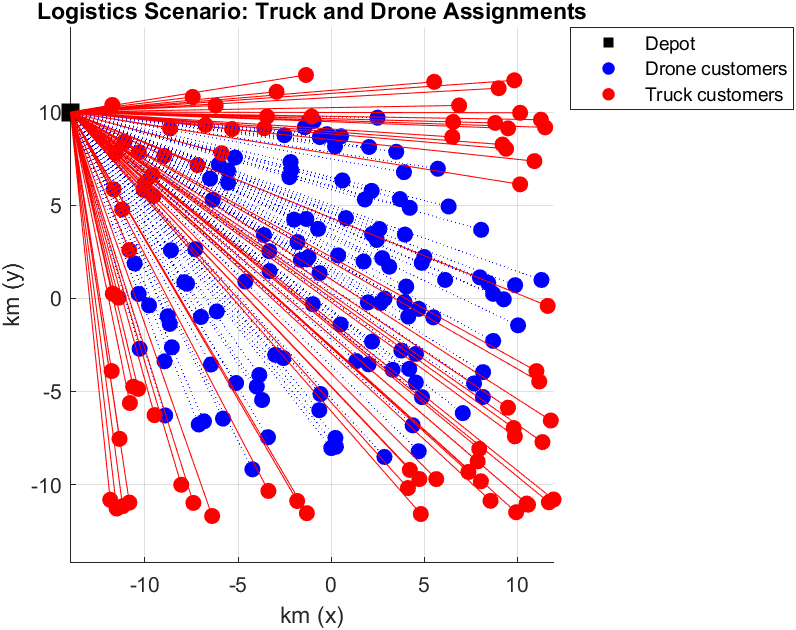 Logistics Scenario: Truck and Drone Assignments
Depot
Drone customers
Truck customers
10
5
0
-5
-10
km (y)
-10
-5
0
5
10
km (x)